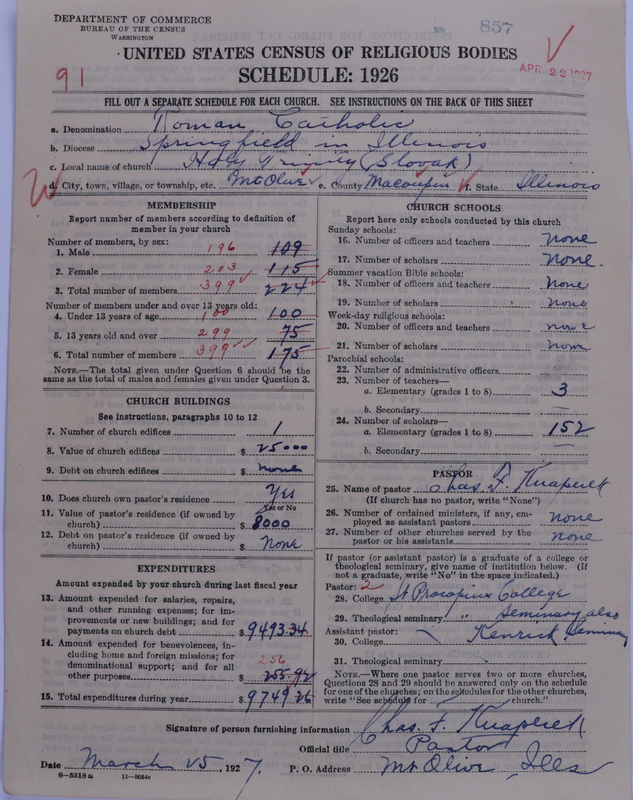 DEPARTMENT OF COMMERCE
BUREAU OF THE CENSUS
WASHINGTON
857
UNITED STATES CENSUS OF RELIGIOUS BODIES
SCHEDULE: 1926
91
APR 22 1927
FILL OUT A SEPARATE SCHEDULE FOR EACH CHURCH. SEE INSTRUCTIONS ON THE BACK OF THIS SHEET
a. Denomination Roman Catholic
b. Diocese Springfield in Illinois
c. Local name of church Holy Trinity (Slovak)
d. City, town, village, or township, etc. Mt Olive e. County Macoupin f. State Illinois
MEMBERSHIP
Report number of members according to definition of
member in your church
Number of members, by sex:
1. Male 196 109
2. Female 203 115
3. Total number of members 399 224
Number of members under and over 13 years old:
4. Under 13 years of age 100 100
5. 13 years old and over 299 75
6. Total number of members 399 175
NOTE.—The total given under Question 6 should be the
same as the total of males and females given under Question 3.
CHURCH BUILDINGS
See instructions, paragraphs 10 to 12
7. Number of church edifices 1
8. Value of church edifices $ 25000
9. Debt on church edifices $ none
10. Does church own pastor's residence Yes
Yes or No
11. Value of pastor's residence (if owned by
church) $ 8000
12. Debt on pastor's residence (if owned by
church) $ None
EXPENDITURES
Amount expended by your church during last fiscal year
13. Amount expended for salaries, repairs,
and other running expenses; for im-
provements or new buildings; and for
payments on church debt $ 9493.34
14. Amount expended for benevolences, in-
cluding home and foreign missions; for
denominational support; and for all
other purposes 256 $ 255.92
15. Total expenditures during year $ 9749.26
CHURCH SCHOOLS
Report here only schools conducted by this church
Sunday schools:
16. Number of officers and teachers none
17. Number of scholars None.
Summer vacation Bible schools:
18. Number of officers and teachers None
19. Number of scholars None
Week-day religious schools:
20. Number of officers and teachers none
21. Number of scholars none
Parochial schools:
22. Number of administrative officers
23. Number of teachers—
a. Elementary (grades 1 to 8) 3
b. Secondary —
24. Number of scholars—
a. Elementary (grades 1 to 8) 152
b. Secondary —
PASTOR
25. Name of pastor Chas. F. Knaperek
(If church has no pastor, write "None")
26. Number of ordained ministers, if any, em-
ployed as assistant pastors none
27. Number of other churches served by the
pastor or his assistants none
If pastor (or assistant pastor) is a graduate of a college or
theological seminary, give name of institution below. (If
not a graduate, write "No" in the space indicated.)
Pastor: 2
28. College St Procopius College
29. Theological seminary " Seminary also
Assistant pastor: Kenrick Seminary
30. College
31. Theological seminary
NOTE.—Where one pastor serves two or more churches,
Questions 28 and 29 should be answered only on the schedule
for one of the churches; on the schedules for the other churches,
write "See schedule for church."
Signature of person furnishing information Chas. F. Knaperek
Official title Pastor
Date March 25, 1927. P. O. Address Mt Olive, Ills
8—5518a 11—9054c